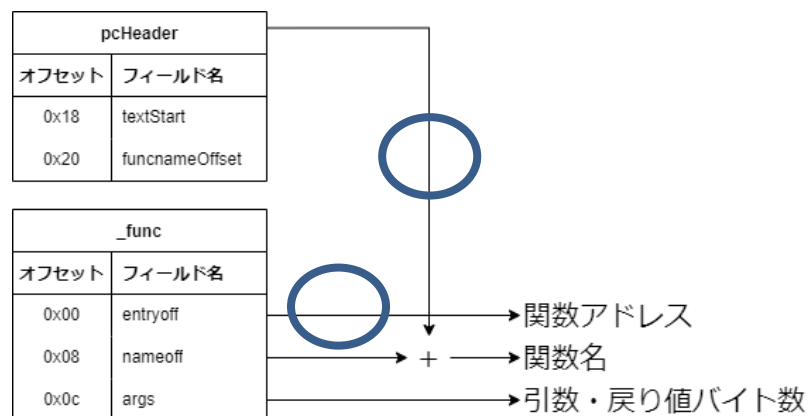 pcHeader
オフセット フィールド名
0x18 textStart
0x20 funcnameOffset
_func
オフセット フィールド名
0x00 entryoff
関数アドレス
0x08 nameoff
+
関数名
0x0c args
引数・戻り値バイト数